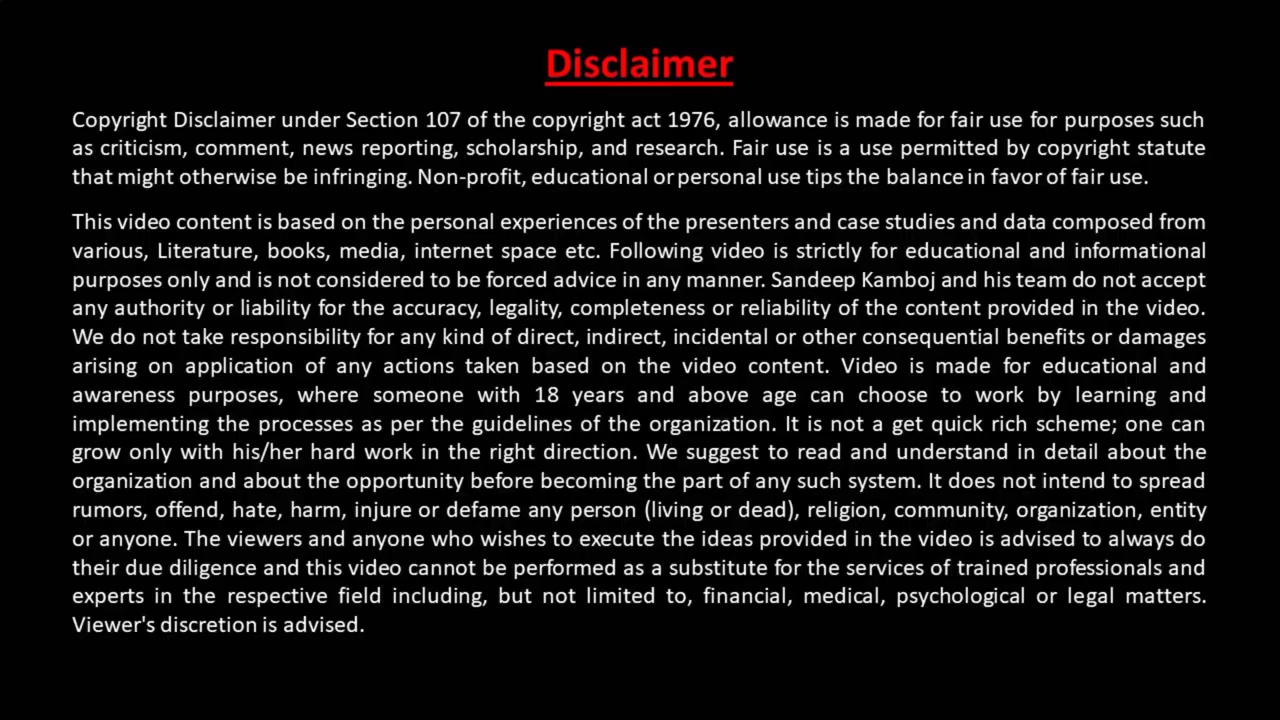 Disclaimer
Copyright Disclaimer under Section 107 of the copyright act 1976, allowance is made for fair use for purposes such
as criticism, comment, news reporting, scholarship, and research. Fair use is a use permitted by copyright statute
that might otherwise be infringing. Non-profit, educational or personal use tips the balance in favor of fair use.
This video content is based on the personal experiences of the presenters and case studies and data composed from
various, Literature, books, media, internet space etc. Following video is strictly for educational and informational
purposes only and is not considered to be forced advice in any manner. Sandeep Kamboj and his team do not accept
any authority or liability for the accuracy, legality, completeness or reliability of the content provided in the video.
We do not take responsibility for any kind of direct, indirect, incidental or other consequential benefits or damages
arising on application of any actions taken based on the video content. Video is made for educational and
awareness purposes, where someone with 18 years and above age can choose to work by learning and
implementing the processes as per the guidelines of the organization. It is not a get quick rich scheme; one can
grow only with his/her hard work in the right direction. We suggest to read and understand in detail about the
organization and about the opportunity before becoming the part of any such system. It does not intend to spread
rumors, offend, hate, harm, injure or defame any person (living or dead), religion, community, organization, entity
or anyone. The viewers and anyone who wishes to execute the ideas provided in the video is advised to always do
their due diligence and this video cannot be performed as a substitute for the services of trained professionals and
experts in the respective field including, but not limited to, financial, medical, psychological or legal matters.
Viewer's discretion is advised.